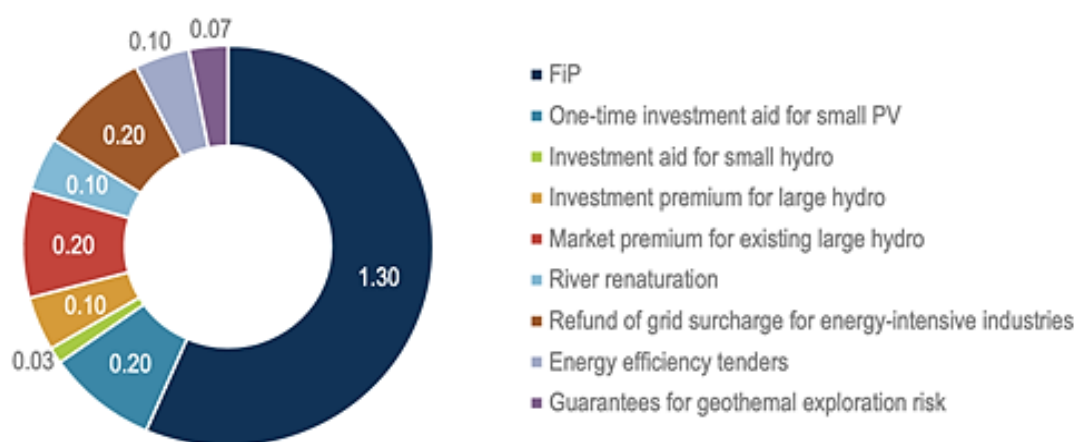 0.10
0.07
0.20
0.10
0.20
0.10
0.03
0.20
1.30
FiP
One-time investment aid for small PV
Investment aid for small hydro
Investment premium for large hydro
Market premium for existing large hydro
River renaturation
Refund of grid surcharge for energy-intensive industries
Energy efficiency tenders
Guarantees for geothemal exploration risk